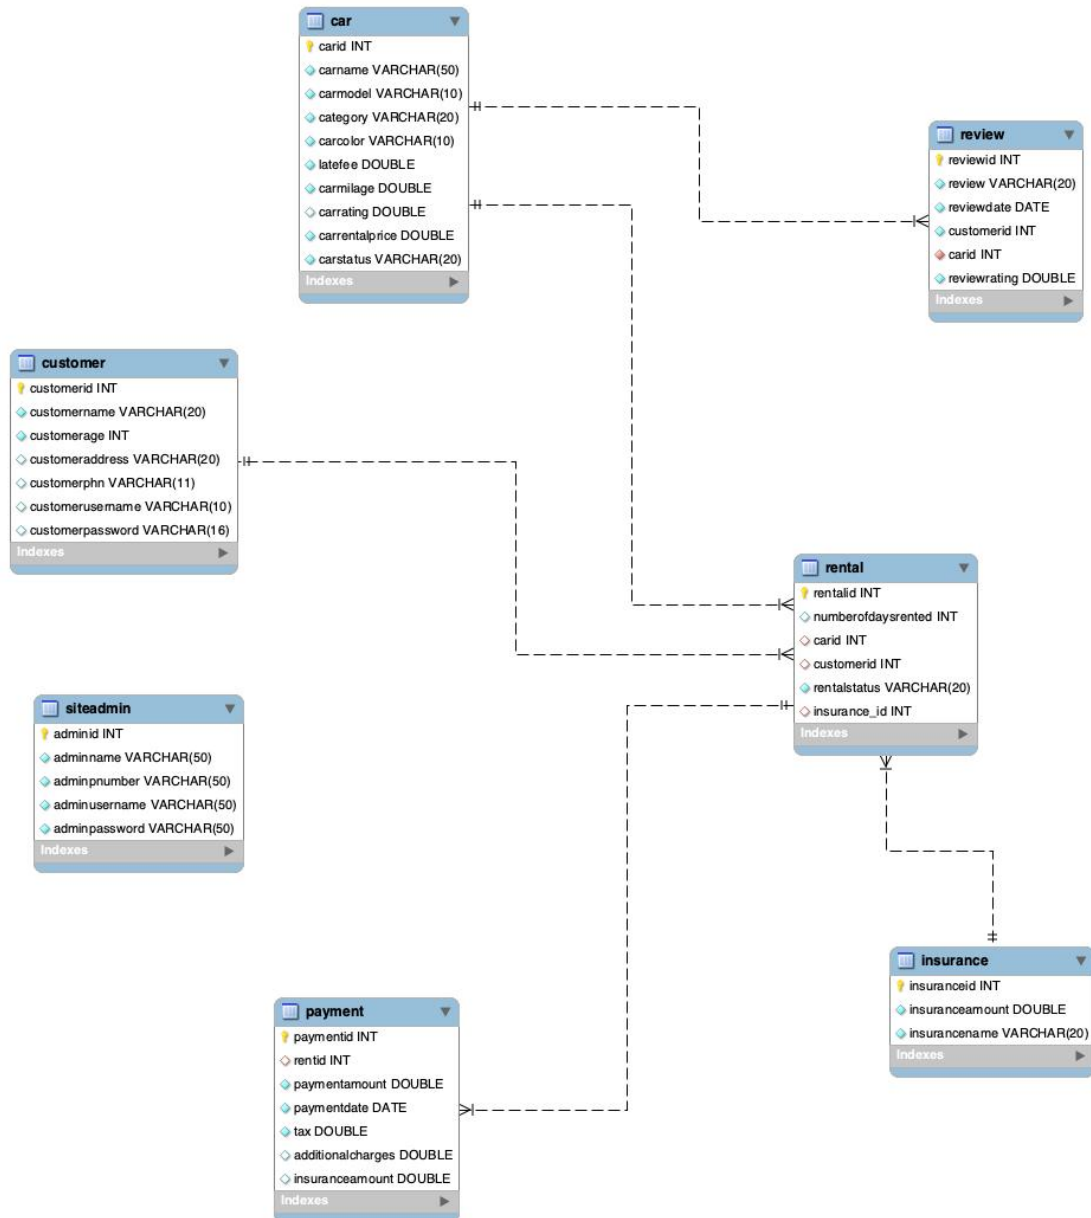 car
carid INT
carname VARCHAR(50)
carmodel VARCHAR(10)
category VARCHAR(20)
carcolor VARCHAR(10)
latefee DOUBLE
carmilage DOUBLE
carrating DOUBLE
carrentalprice DOUBLE
carstatus VARCHAR(20)
Indexes
review
reviewid INT
review VARCHAR(20)
reviewdate DATE
customerid INT
carid INT
reviewrating DOUBLE
Indexes
customer
customerid INT
customername VARCHAR(20)
customerage INT
customeraddress VARCHAR(20)
customerphn VARCHAR(11)
customerusername VARCHAR(10)
customerpassword VARCHAR(16)
Indexes
rental
rentalid INT
numberofdaysrented INT
carid INT
customerid INT
rentalstatus VARCHAR(20)
insurance_id INT
Indexes
siteadmin
adminid INT
adminname VARCHAR(50)
adminpnumber VARCHAR(50)
adminusername VARCHAR(50)
adminpassword VARCHAR(50)
Indexes
insurance
insuranceid INT
insuranceamount DOUBLE
insurancename VARCHAR(20)
Indexes
payment
paymentid INT
rentid INT
paymentamount DOUBLE
paymentdate DATE
tax DOUBLE
additionalcharges DOUBLE
insuranceamount DOUBLE
Indexes